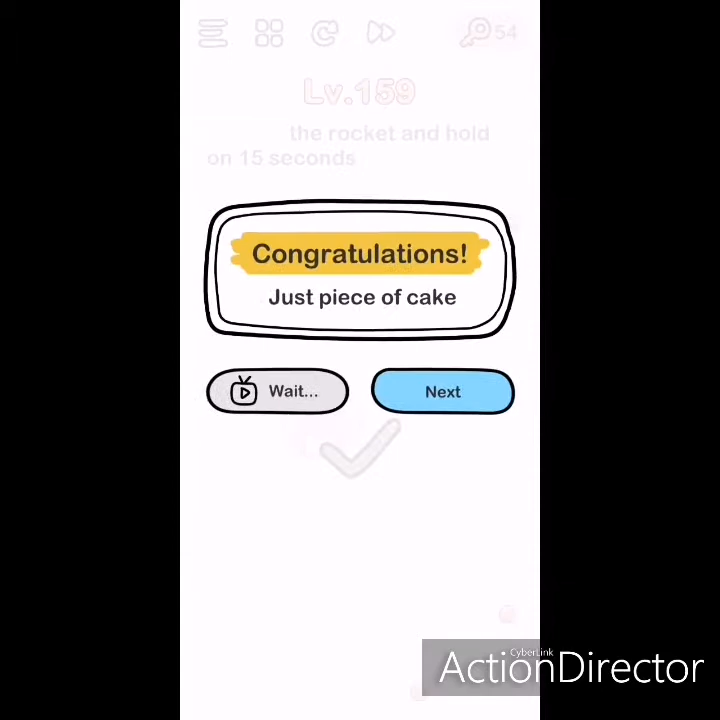 54
Lv.159
the rocket and hold
on 15 seconds
Congratulations!
Just piece of cake
Wait...
Next
CyberLink
ActionDirector